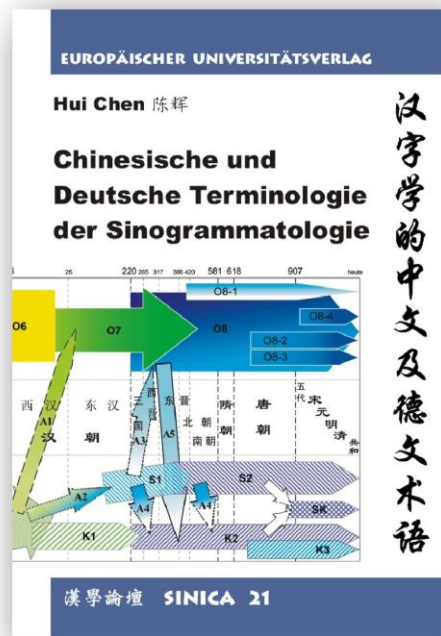 EUROPÄISCHER UNIVERSITÄTSVERLAG
Hui Chen 陈辉
Chinesische und
Deutsche Terminologie
der Sinogrammatologie
汉字学的中文及德文术语
25
220
265
317
386
420
581
618
907
heute
O8-1
O6
O7
O8
O8-4
O8-2
O8-3
A1
西汉
东汉
汉朝
三国
西晋
东晋
北朝
南朝
隋朝
唐朝
五代
宋元明清
共和
A3
A5
A2
S1
S2
A4
A4
SK
K1
K2
K3
漢學論壇 SINICA 21